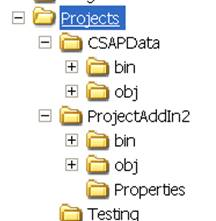 Projects
CSAPData
bin
obj
ProjectAddIn2
bin
obj
Properties
Testing